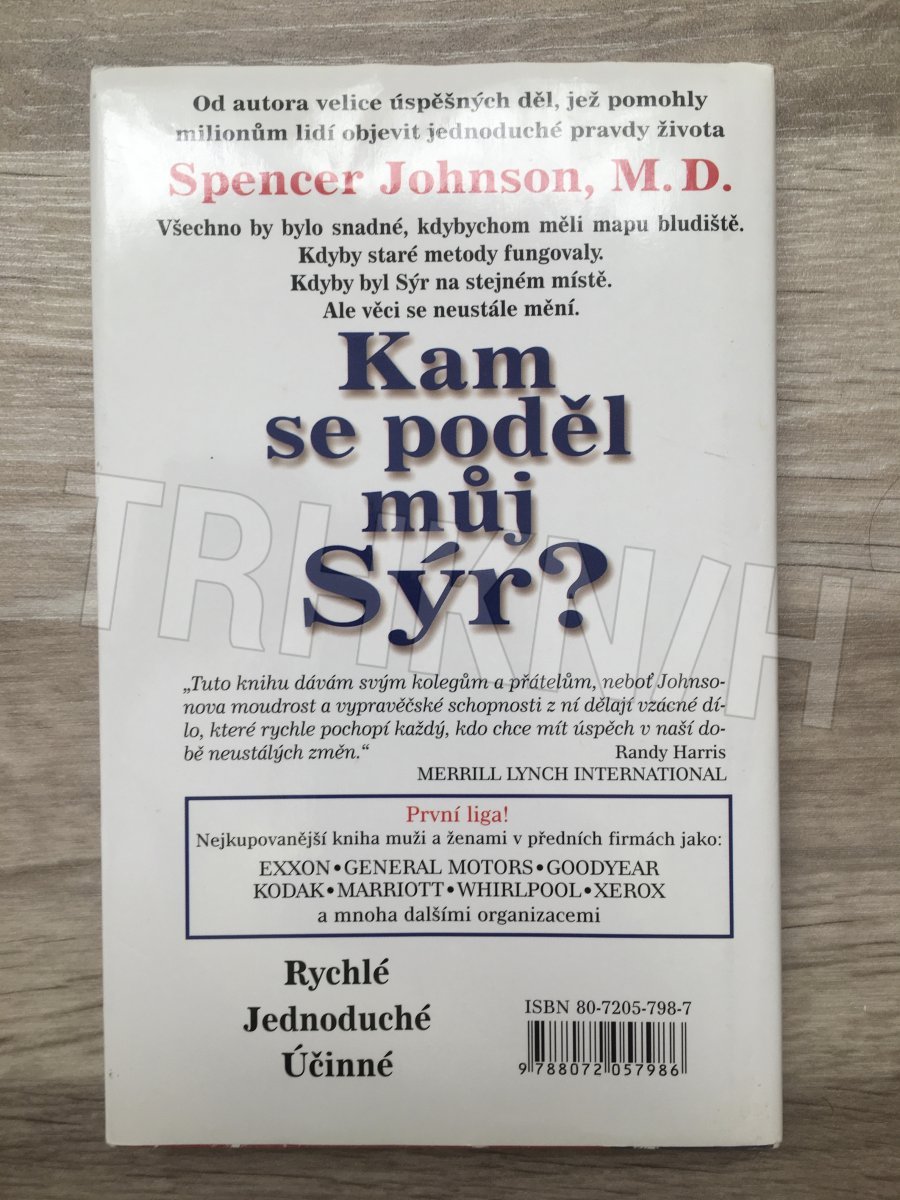 Od autora velice úspěšných děl, jež pomohly
milionům lidí objevit jednoduché pravdy života
Spencer Johnson, M. D.
Všechno by bylo snadné, kdybychom měli mapu bludiště.
Kdyby staré metody fungovaly.
Kdyby byl Sýr na stejném místě.
Ale věci se neustále mění.
Kam
se poděl
můj
Sýr?
TRHKNIH
„Tuto knihu dávám svým kolegům a přátelům, neboť Johnso-
nova moudrost a vypravěčské schopnosti z ní dělají vzácné dí-
lo, které rychle pochopí každý, kdo chce mít úspěch v naší do-
bě neustálých změn.“ Randy Harris
MERRILL LYNCH INTERNATIONAL
První liga!
Nejkupovanější kniha muži a ženami v předních firmách jako:
EXXON • GENERAL MOTORS • GOODYEAR
KODAK • MARRIOTT • WHIRLPOOL • XEROX
a mnoha dalšími organizacemi
Rychlé
Jednoduché
Účinné
ISBN 80-7205-798-7
9 788072 057986